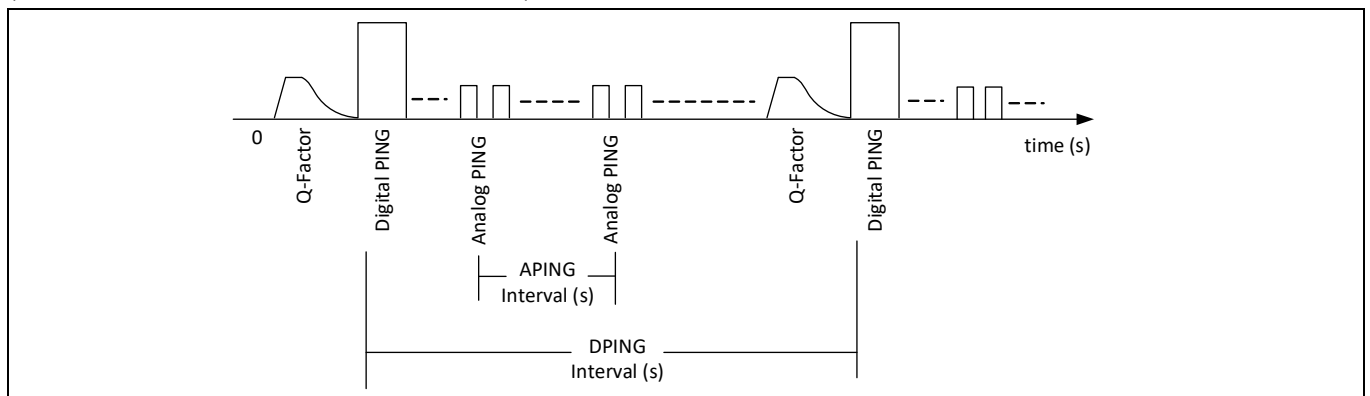 0
time (s)
Q-Factor
Digital PING
Analog PING
Analog PING
Q-Factor
Digital PING
APING
Interval (s)
DPING
Interval (s)